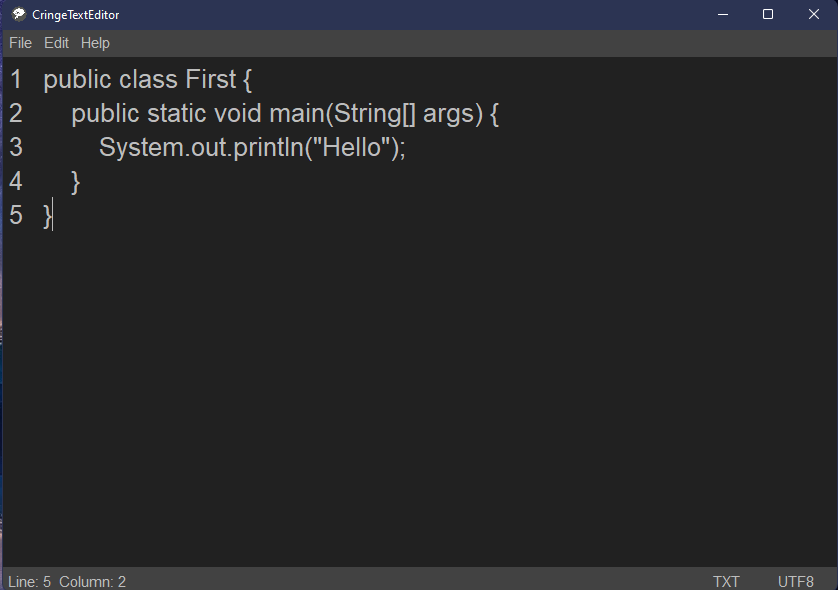 CringeTextEditor
File Edit Help
1 public class First {
2     public static void main(String[] args) {
3         System.out.println("Hello");
4     }
5 }
Line: 5 Column: 2 TXT UTF8